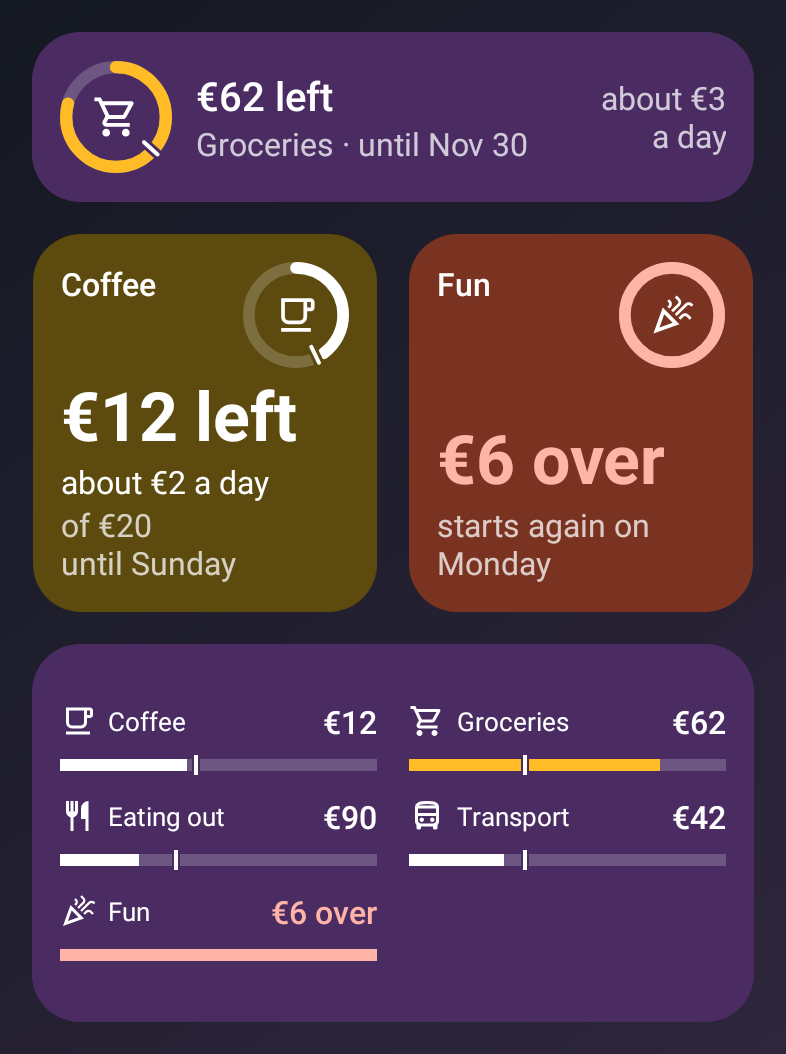 €62 left
Groceries · until Nov 30
about €3
a day
Coffee
€12 left
about €2 a day
of €20
until Sunday
Fun
€6 over
starts again on
Monday
Coffee €12
Groceries €62
Eating out €90
Transport €42
Fun €6 over